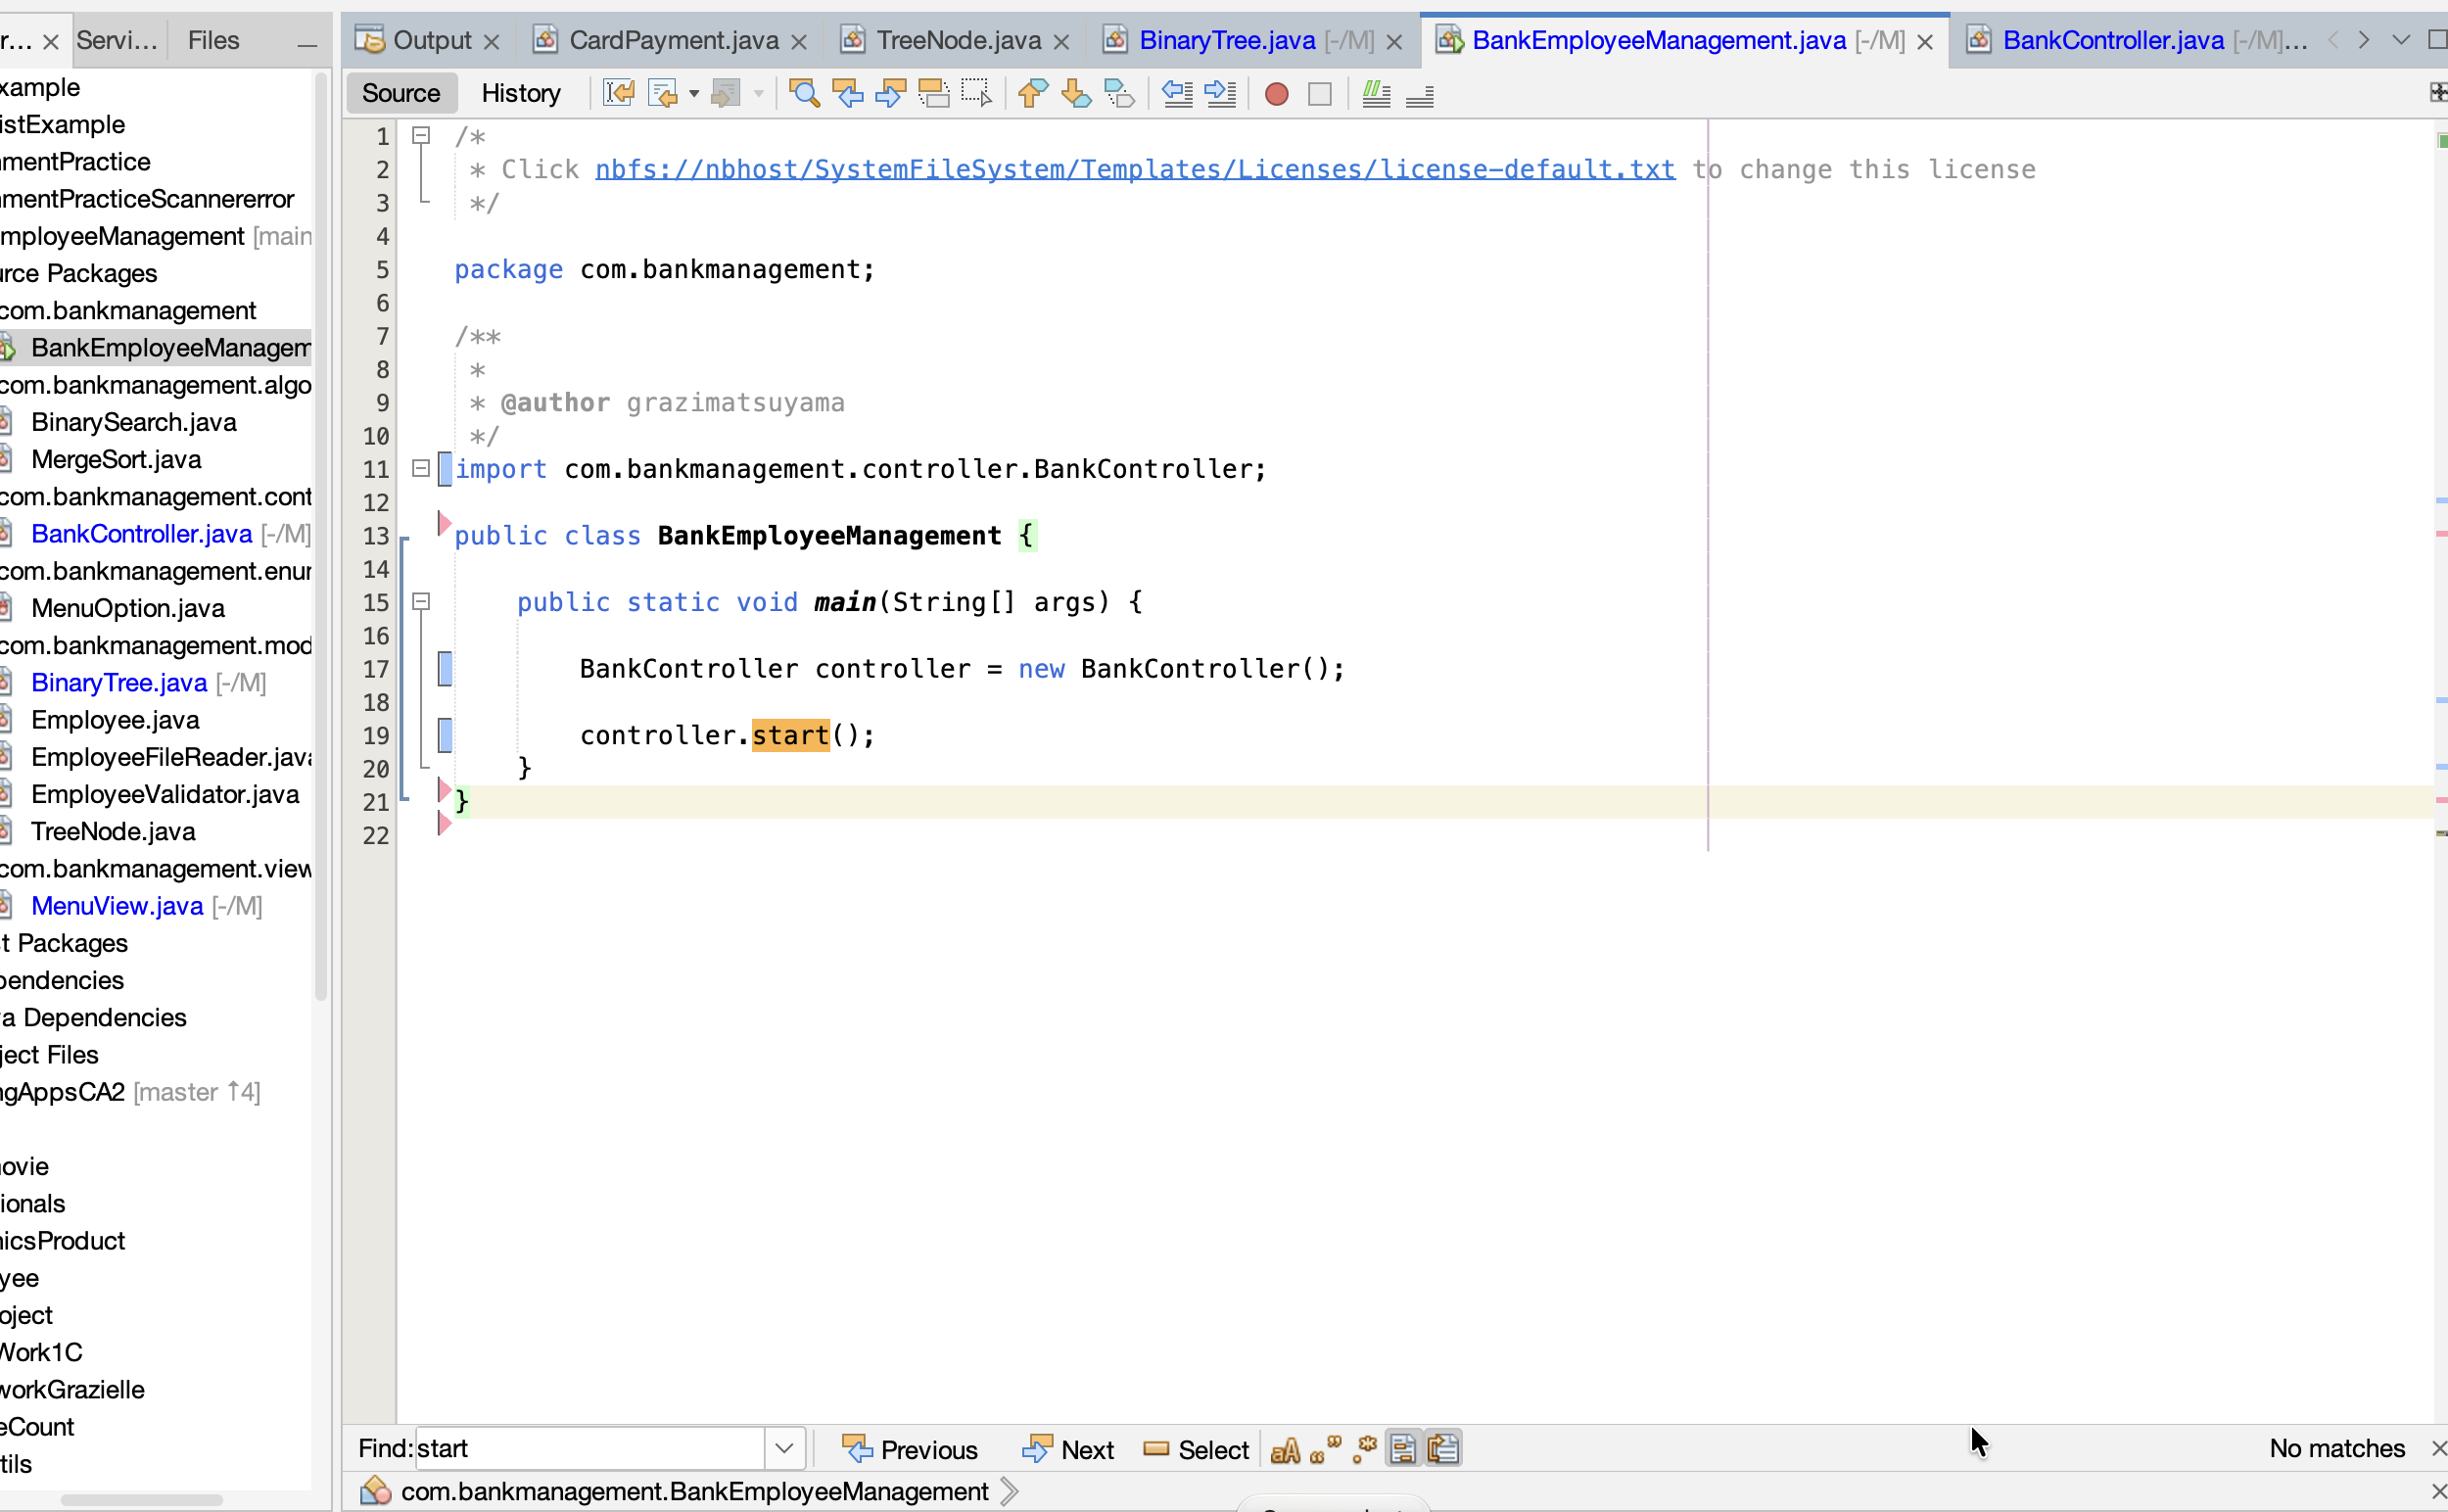 Servi...
Files
istExample
mentPractice
mentPracticeScannererror
mployeeManagement [main
urce Packages
com.bankmanagement
BankEmployeeManagem
com.bankmanagement.algo
BinarySearch.java
MergeSort.java
com.bankmanagement.cont
BankController.java [-/M]
com.bankmanagement.enur
MenuOption.java
com.bankmanagement.mod
BinaryTree.java [-/M]
Employee.java
EmployeeFileReader.java
EmployeeValidator.java
TreeNode.java
com.bankmanagement.view
MenuView.java [-/M]
t Packages
pendencies
a Dependencies
ject Files
ngAppsCA2 [master ↑4]
ovie
ionals
nicsProduct
yee
oject
Work1C
workGrazielle
eCount
tils
Output
CardPayment.java
TreeNode.java
BinaryTree.java [-/M]
BankEmployeeManagement.java [-/M]
BankController.java [-/M]...
Source
History
1 /*
2 * Click nbfs://nbhost/SystemFileSystem/Templates/Licenses/license-default.txt to change this license
3 */
4
5 package com.bankmanagement;
6
7 /**
8 *
9 * @author grazimatsuyama
10 */
11 import com.bankmanagement.controller.BankController;
12
13 public class BankEmployeeManagement {
14
15 public static void main(String[] args) {
16
17 BankController controller = new BankController();
18
19 controller.start();
20 }
21 }
22
Find: start
Previous
Next
Select
No matches
com.bankmanagement.BankEmployeeManagement